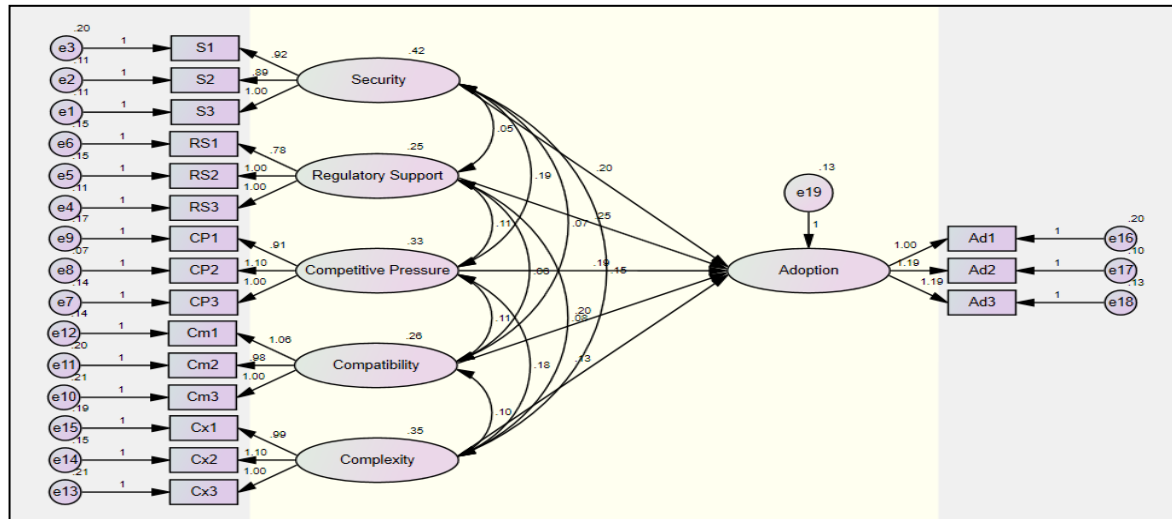 .20
e3
1
S1
.92
.42
.11
e2
1
S2
.89
Security
.11
e1
1
S3
1.00
.15
e6
1
RS1
.78
.25
.05
.15
e5
1
RS2
1.00
Regulatory Support
.19
.20
.13
e19
.11
e4
1
RS3
1.00
.17
e9
1
CP1
.91
.33
.11
.07
.25
1
.20
.07
e8
1
CP2
1.10
Competitive Pressure
.06
.19
.15
Adoption
1.00
Ad1
1
e16
.14
e7
1
CP3
1.00
1.19
Ad2
1
.10
e17
.14
e12
1
Cm1
1.06
.26
.11
.08
.20
1.19
Ad3
1
.13
e18
.20
e11
1
Cm2
.98
Compatibility
.18
.13
.21
e10
1
Cm3
1.00
.19
e15
1
Cx1
.99
.35
.10
.15
e14
1
Cx2
1.10
Complexity
.21
e13
1
Cx3
1.00